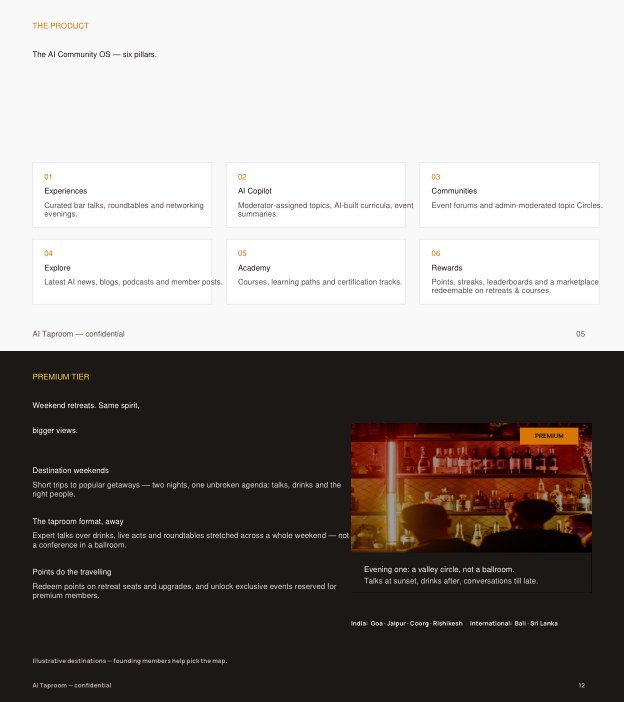 THE PRODUCT
The AI Community OS — six pillars.
01
Experiences
Curated bar talks, roundtables and networking
evenings.
02
AI Copilot
Moderator-assigned topics, AI-built curricula, event
summaries.
03
Communities
Event forums and admin-moderated topic Circles.
04
Explore
Latest AI news, blogs, podcasts and member posts.
05
Academy
Courses, learning paths and certification tracks.
06
Rewards
Points, streaks, leaderboards and a marketplace
redeemable on retreats & courses.
AI Taproom — confidential
05
PREMIUM TIER
Weekend retreats. Same spirit,
bigger views.
Destination weekends
Short trips to popular getaways — two nights, one unbroken agenda: talks, drinks and the
right people.
The taproom format, away
Expert talks over drinks, live acts and roundtables stretched across a whole weekend — not
a conference in a ballroom.
Points do the travelling
Redeem points on retreat seats and upgrades, and unlock exclusive events reserved for
premium members.
PREMIUM
Evening one: a valley circle, not a ballroom.
Talks at sunset, drinks after, conversations till late.
India: Goa · Jaipur · Coorg · Rishikesh International: Bali · Sri Lanka
Illustrative destinations — founding members help pick the map.
AI Taproom — confidential
12